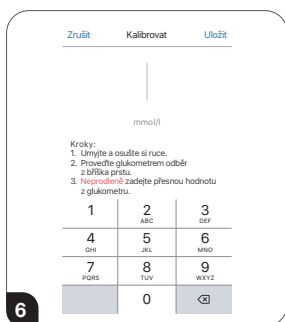 Zrušit Kalibrovat Uložit
mmol/l
Kroky:
1. Umyjte a osušte si ruce.
2. Proveďte glukometrem odběr
z bříška prstu.
3. Neprodleně zadejte přesnou hodnotu
z glukometru.
1 2 3
ABC DEF
4 5 6
GHI JKL MNO
7 8 9
PQRS TUV WXYZ
0
6